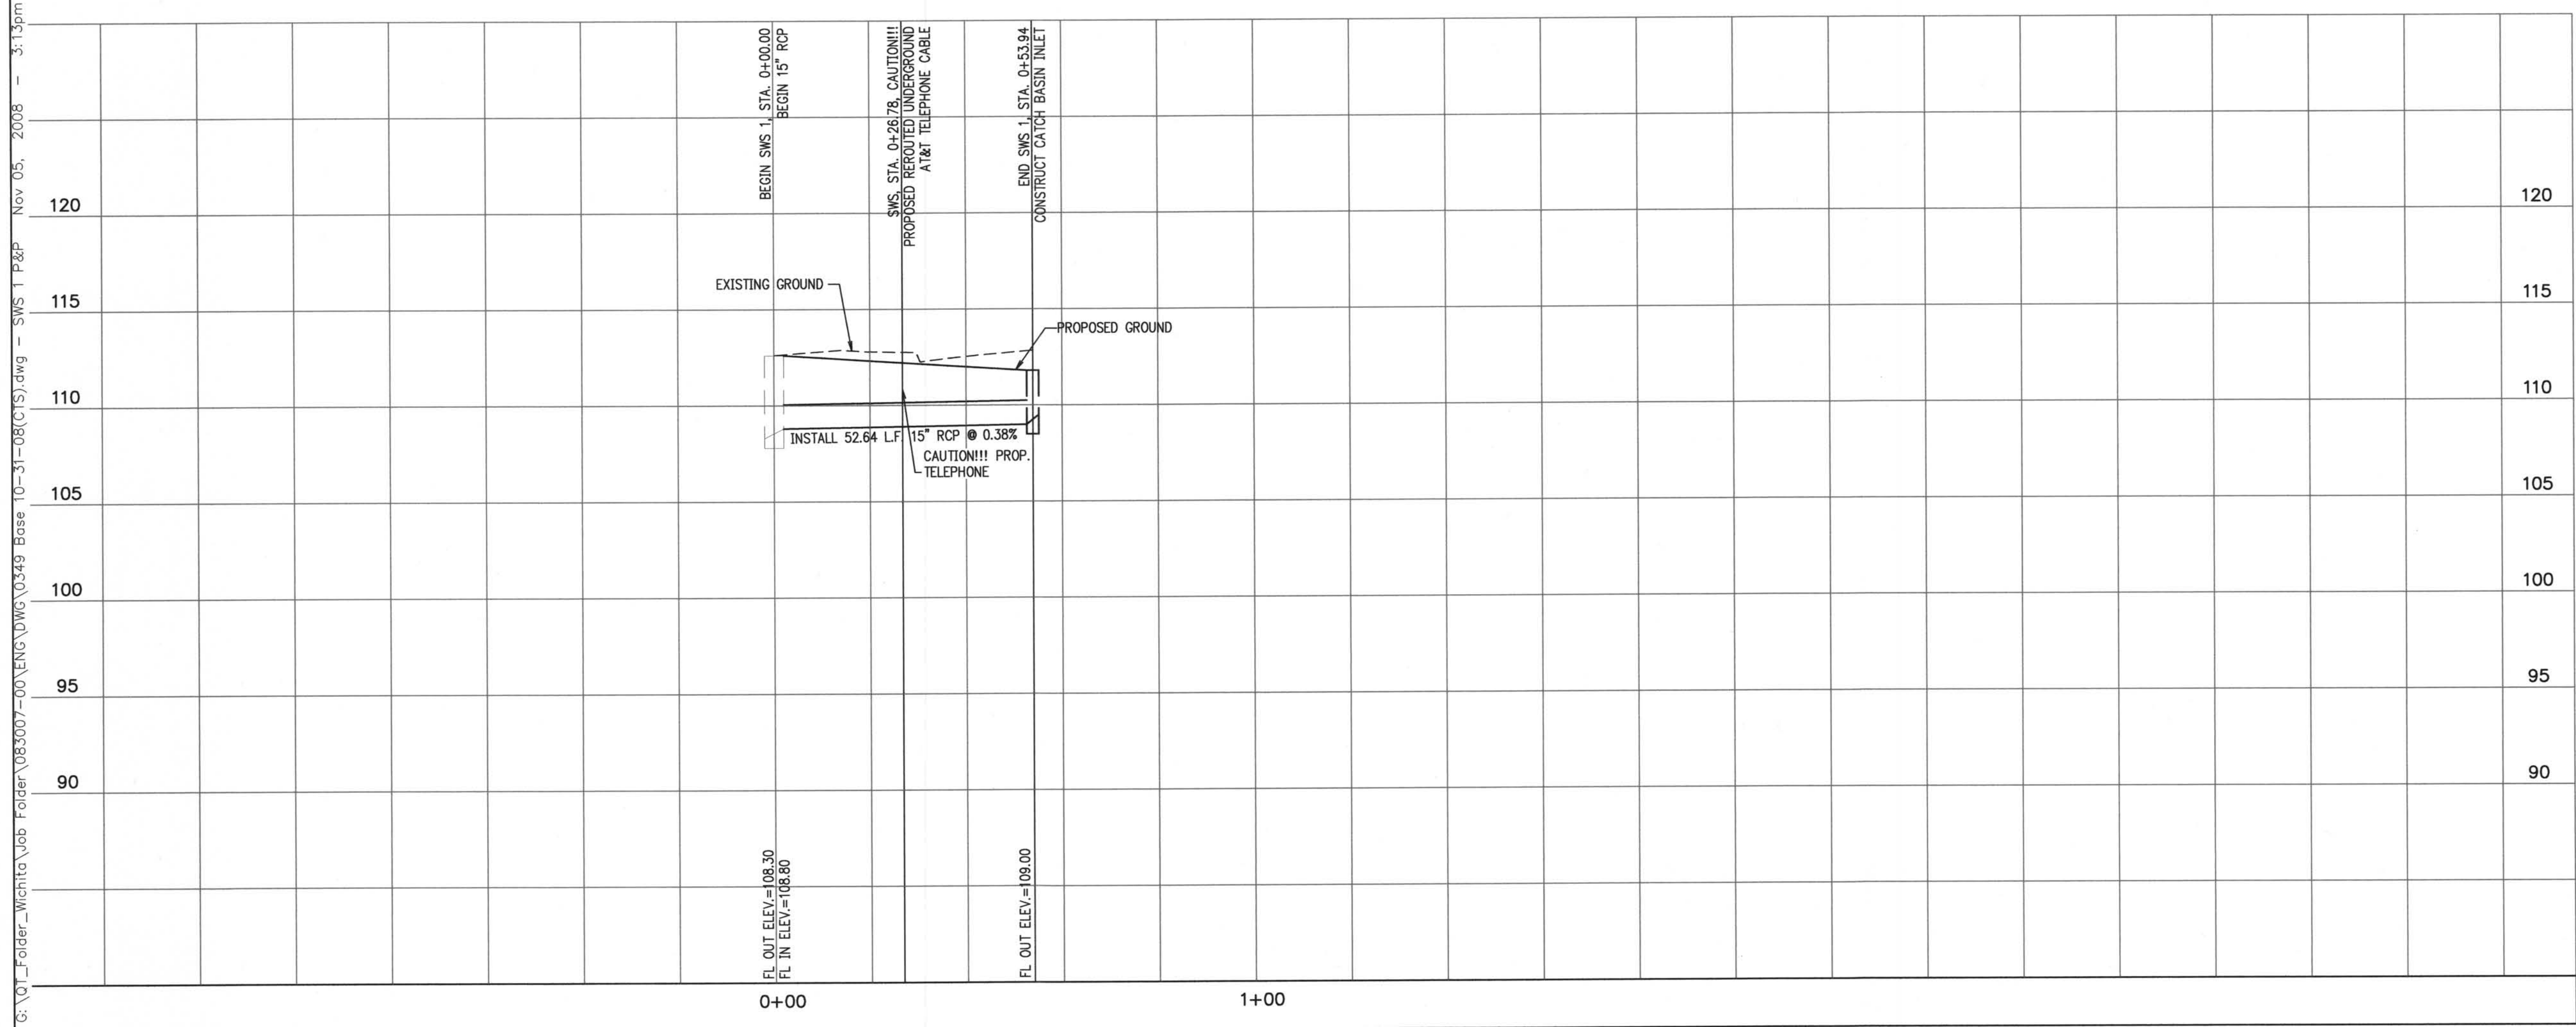 G:\QT_Folder_Wichita\Job Folder\083007-00\ENG\DWG\0349 Base 10-31-08(CTS).dwg - SWS 1 P&P Nov 05, 2008 - 3:13pm
BEGIN SWS 1, STA. 0+00.00
BEGIN 15" RCP
SWS, STA. 0+26.78, CAUTION!!!
PROPOSED REROUTED UNDERGROUND
AT&T TELEPHONE CABLE
END SWS 1, STA. 0+53.94
CONSTRUCT CATCH BASIN INLET
120
120
EXISTING GROUND
115
115
PROPOSED GROUND
110
110
INSTALL 52.64 L.F. 15" RCP @ 0.38%
CAUTION!!! PROP.
TELEPHONE
105
105
100
100
95
95
90
90
FL OUT ELEV.=108.30
FL IN ELEV.=108.80
FL OUT ELEV.=109.00
0+00
1+00